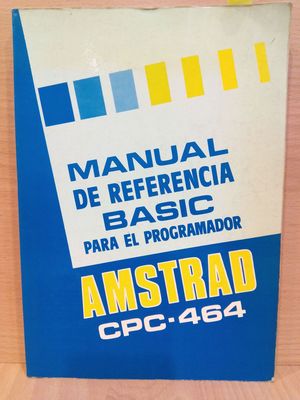 MANUAL
DE REFERENCIA
BASIC
PARA EL PROGRAMADOR
AMSTRAD
CPC-464